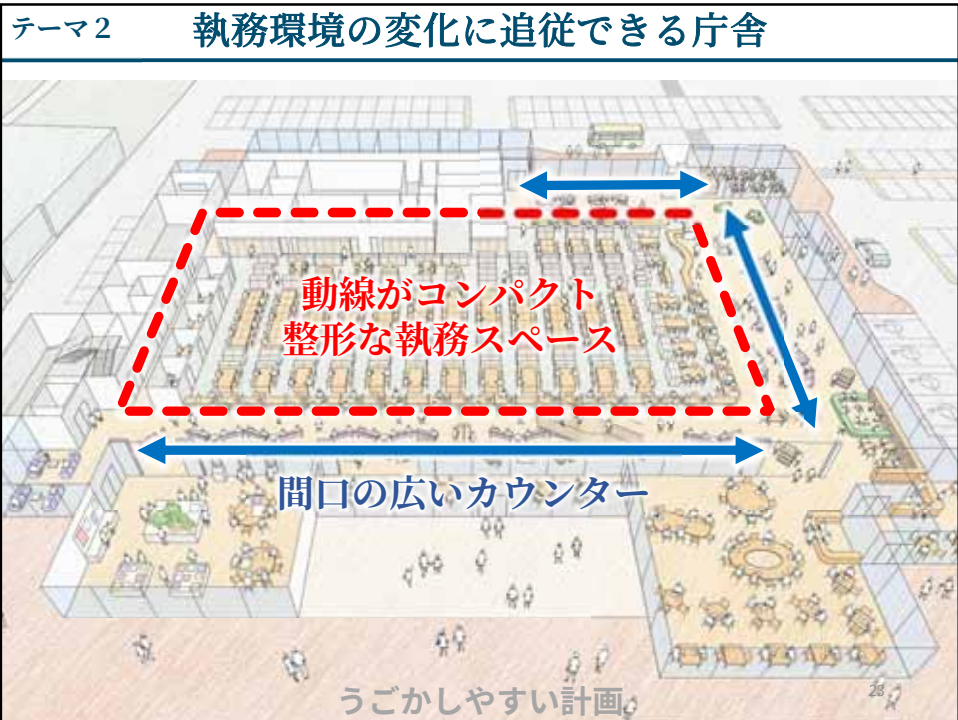 テーマ２
執務環境の変化に追従できる庁舎
動線がコンパクト
整形な執務スペース
間口の広いカウンター
うごかしやすい計画
23